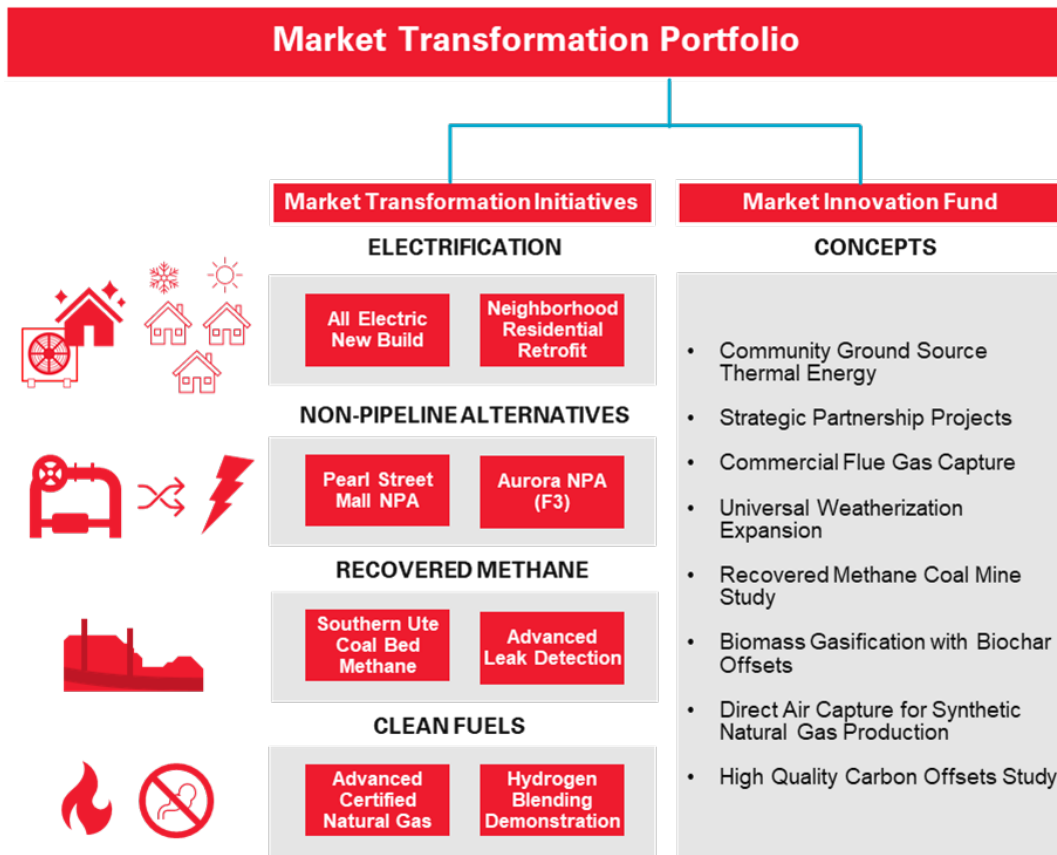 Market Transformation Portfolio
Market Transformation Initiatives
ELECTRIFICATION
All Electric
New Build
Neighborhood
Residential
Retrofit
NON-PIPELINE ALTERNATIVES
Pearl Street
Mall NPA
Aurora NPA
(F3)
RECOVERED METHANE
Southern Ute
Coal Bed
Methane
Advanced
Leak Detection
CLEAN FUELS
Advanced
Certified
Natural Gas
Hydrogen
Blending
Demonstration
Market Innovation Fund
CONCEPTS
• Community Ground Source
Thermal Energy
• Strategic Partnership Projects
• Commercial Flue Gas Capture
• Universal Weatherization
Expansion
• Recovered Methane Coal Mine
Study
• Biomass Gasification with Biochar
Offsets
• Direct Air Capture for Synthetic
Natural Gas Production
• High Quality Carbon Offsets Study